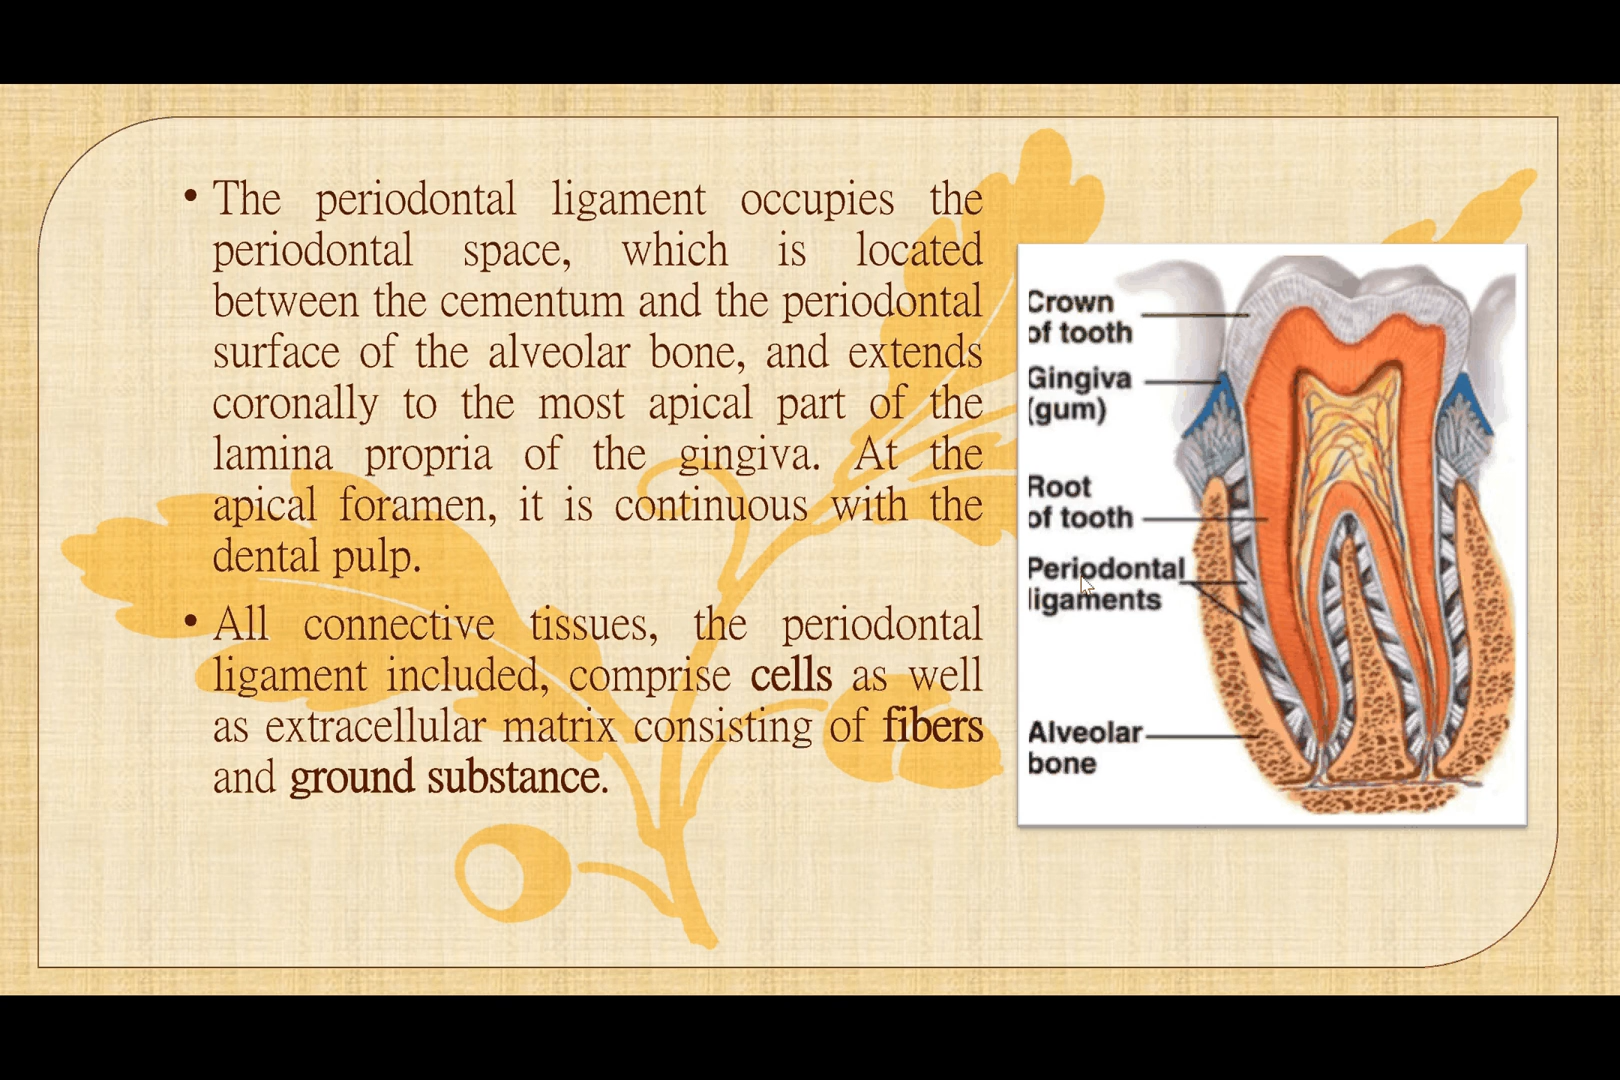 • The periodontal ligament occupies the
periodontal space, which is located
between the cementum and the periodontal
surface of the alveolar bone, and extends
coronally to the most apical part of the
lamina propria of the gingiva. At the
apical foramen, it is continuous with the
dental pulp.
• All connective tissues, the periodontal
ligament included, comprise cells as well
as extracellular matrix consisting of fibers
and ground substance.
Crown
of tooth
Gingiva
(gum)
Root
of tooth
Periodontal
ligaments
Alveolar
bone